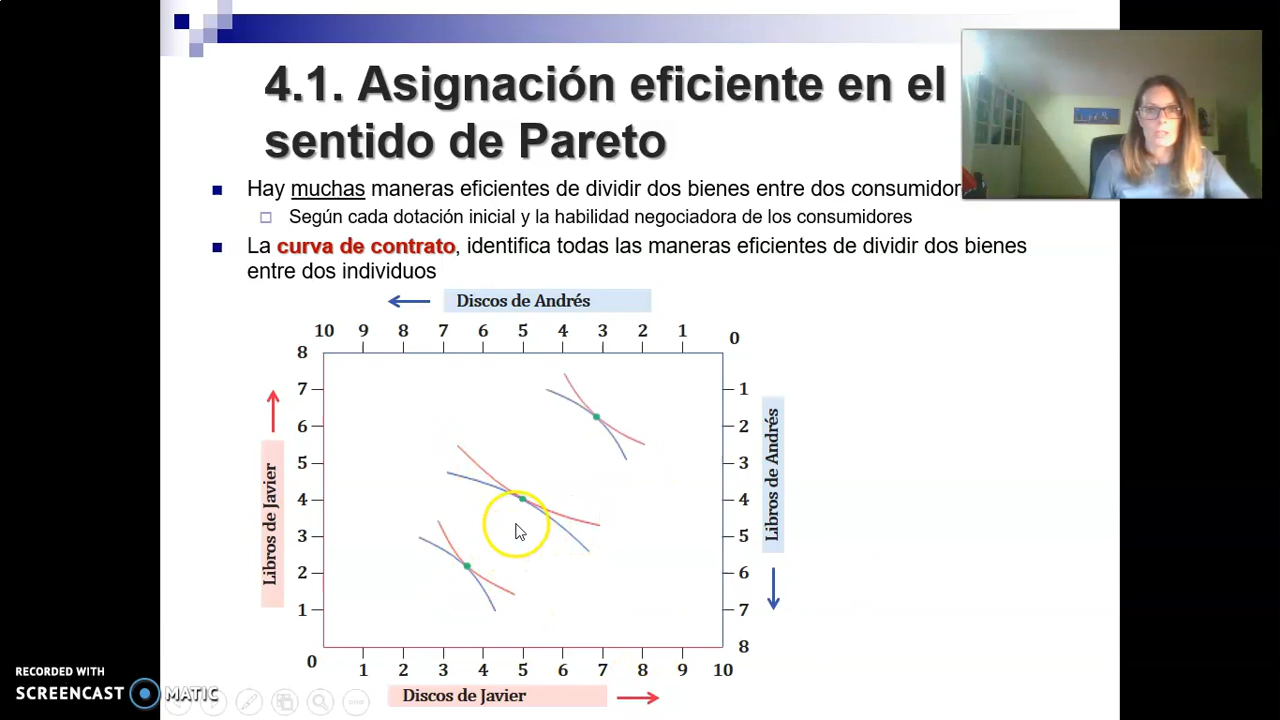 4.1. Asignación eficiente en el
sentido de Pareto
Hay muchas maneras eficientes de dividir dos bienes entre dos consumidor
Según cada dotación inicial y la habilidad negociadora de los consumidores
La curva de contrato, identifica todas las maneras eficientes de dividir dos bienes
entre dos individuos
Discos de Andrés
10 9 8 7 6 5 4 3 2 1 0
8
7 1
6 2
5 3
4 4
3 5
2 6
1 7
0 8
Libros de Javier
Libros de Andrés
1 2 3 4 5 6 7 8 9 10
Discos de Javier
RECORDED WITH
SCREENCAST MATIC